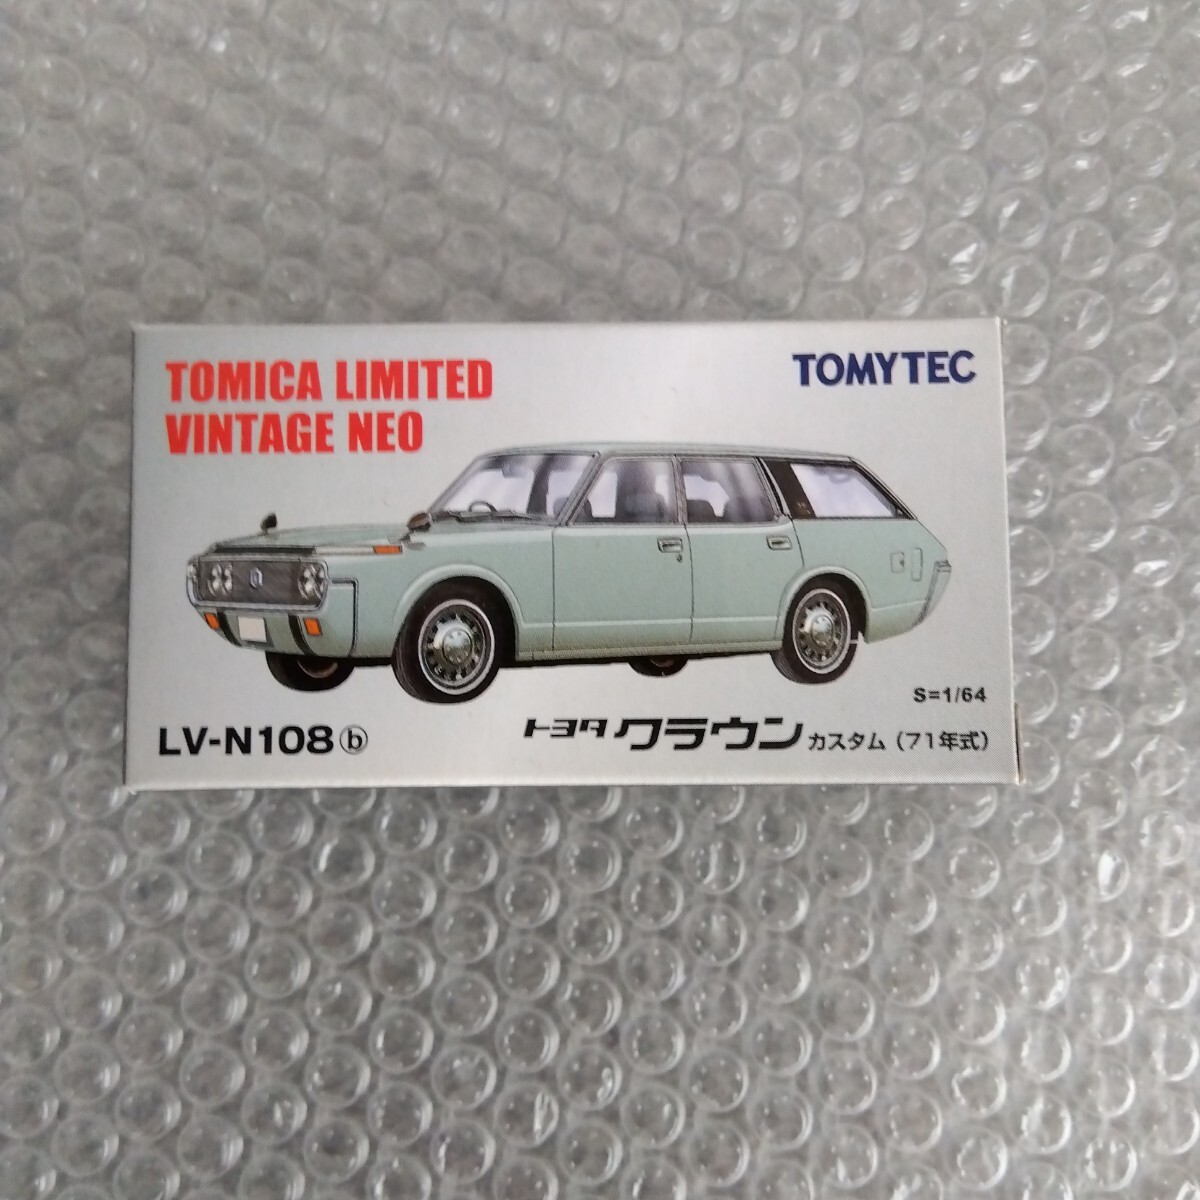 TOMICA LIMITED
VINTAGE NEO
TOMYTEC
S=1/64
LV-N108ⓑ
トヨタ クラウン カスタム（71年式）